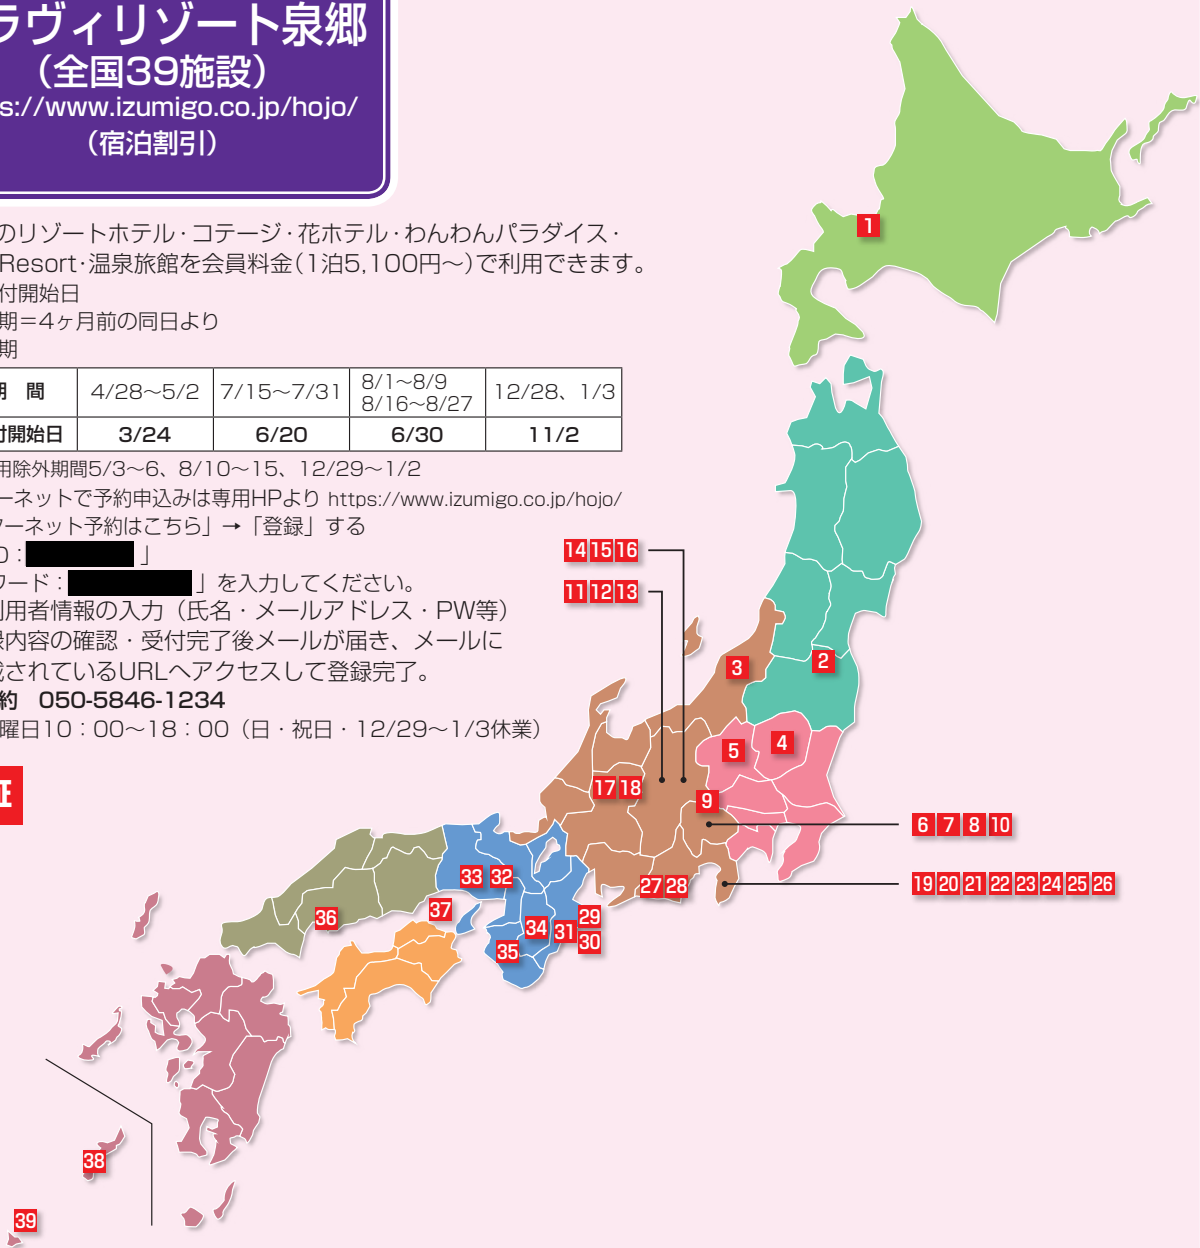 ラヴィリゾート泉郷
（全国39施設）
s://www.izumigo.co.jp/hojo/
（宿泊割引）
のリゾートホテル・コテージ・花ホテル・わんわんパラダイス・
Resort・温泉旅館を会員料金（1泊5,100円～）で利用できます。
付開始日
期＝4ヶ月前の同日より
期
期　間 4/28～5/2 7/15～7/31 8/1～8/9 8/16～8/27 12/28、1/3
付開始日 3/24 6/20 6/30 11/2
用除外期間5/3～6、8/10～15、12/29～1/2
ーネットで予約申込みは専用HPより https://www.izumigo.co.jp/hojo/
ターネット予約はこちら」→「登録」する
D：　　　」
ワード：　　　」を入力してください。
利用者情報の入力（氏名・メールアドレス・PW等）
録内容の確認・受付完了後メールが届き、メールに
載されているURLへアクセスして登録完了。
約　050-5846-1234
曜日10：00～18：00（日・祝日・12/29～1/3休業）
証
1
14 15 16
11 12 13
2
3
4
5
17 18
9
6 7 8 10
19 20 21 22 23 24 25 26
27 28
33 32
37
36
29
34 31
30
35
38
39